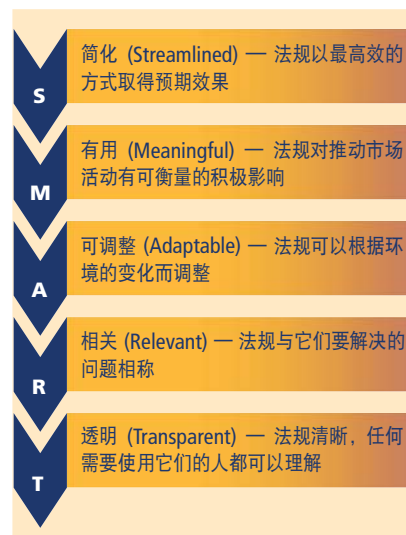 简化 (Streamlined) — 法规以最高效的
方式取得预期效果
S
有用 (Meaningful) — 法规对推动市场
活动有可衡量的积极影响
M
可调整 (Adaptable) — 法规可以根据环
境的变化而调整
A
相关 (Relevant) — 法规与它们要解决的
问题相称
R
透明 (Transparent) — 法规清晰，任何
需要使用它们的人都可以理解
T